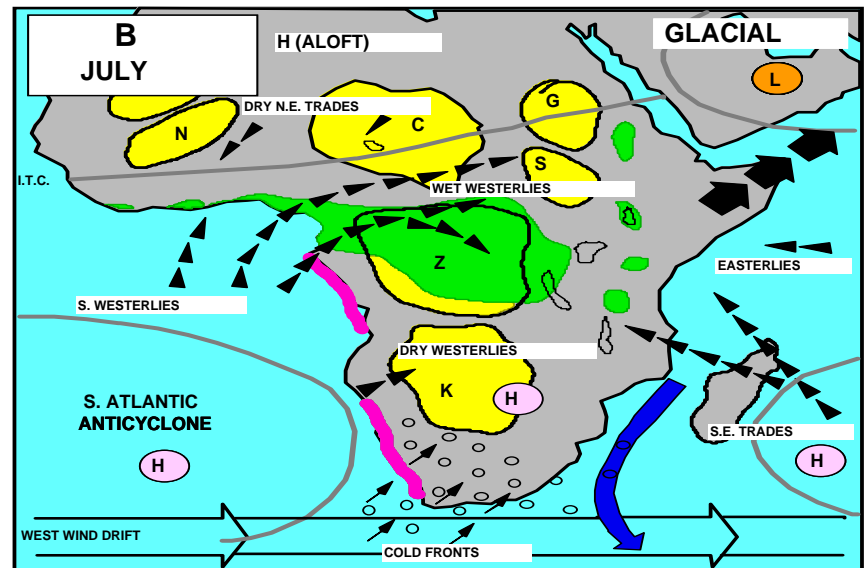 B
JULY
H (ALOFT)
GLACIAL
L
DRY N.E. TRADES
G
N
C
S
I.T.C.
WET WESTERLIES
Z
EASTERLIES
S. WESTERLIES
DRY WESTERLIES
K
H
S. ATLANTIC
ANTICYCLONE
S.E. TRADES
H
H
WEST WIND DRIFT
COLD FRONTS